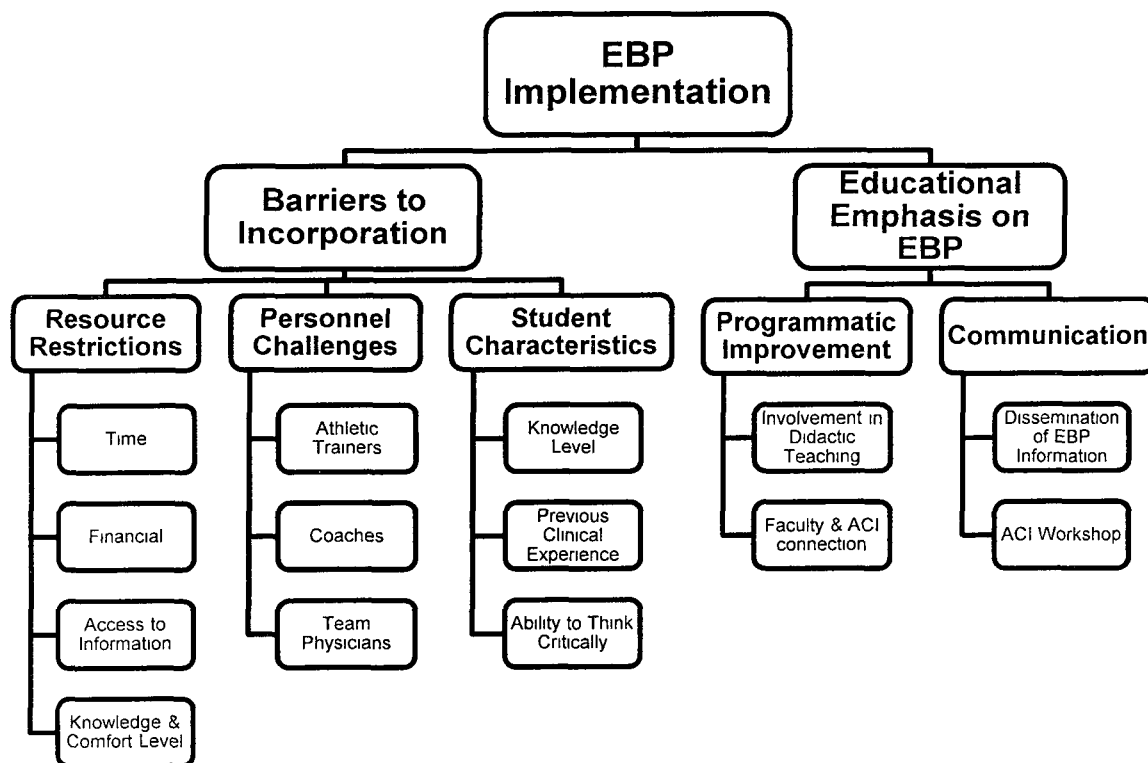 EBP
Implementation
Barriers to
Incorporation
Educational
Emphasis on
EBP
Resource
Restrictions
Personnel
Challenges
Student
Characteristics
Programmatic
Improvement
Communication
Time
Financial
Access to
Information
Knowledge &
Comfort Level
Athletic
Trainers
Coaches
Team
Physicians
Knowledge
Level
Previous
Clinical
Experience
Ability to Think
Critically
Involvement in
Didactic
Teaching
Faculty & ACI
connection
Dissemination
of EBP
Information
ACI Workshop